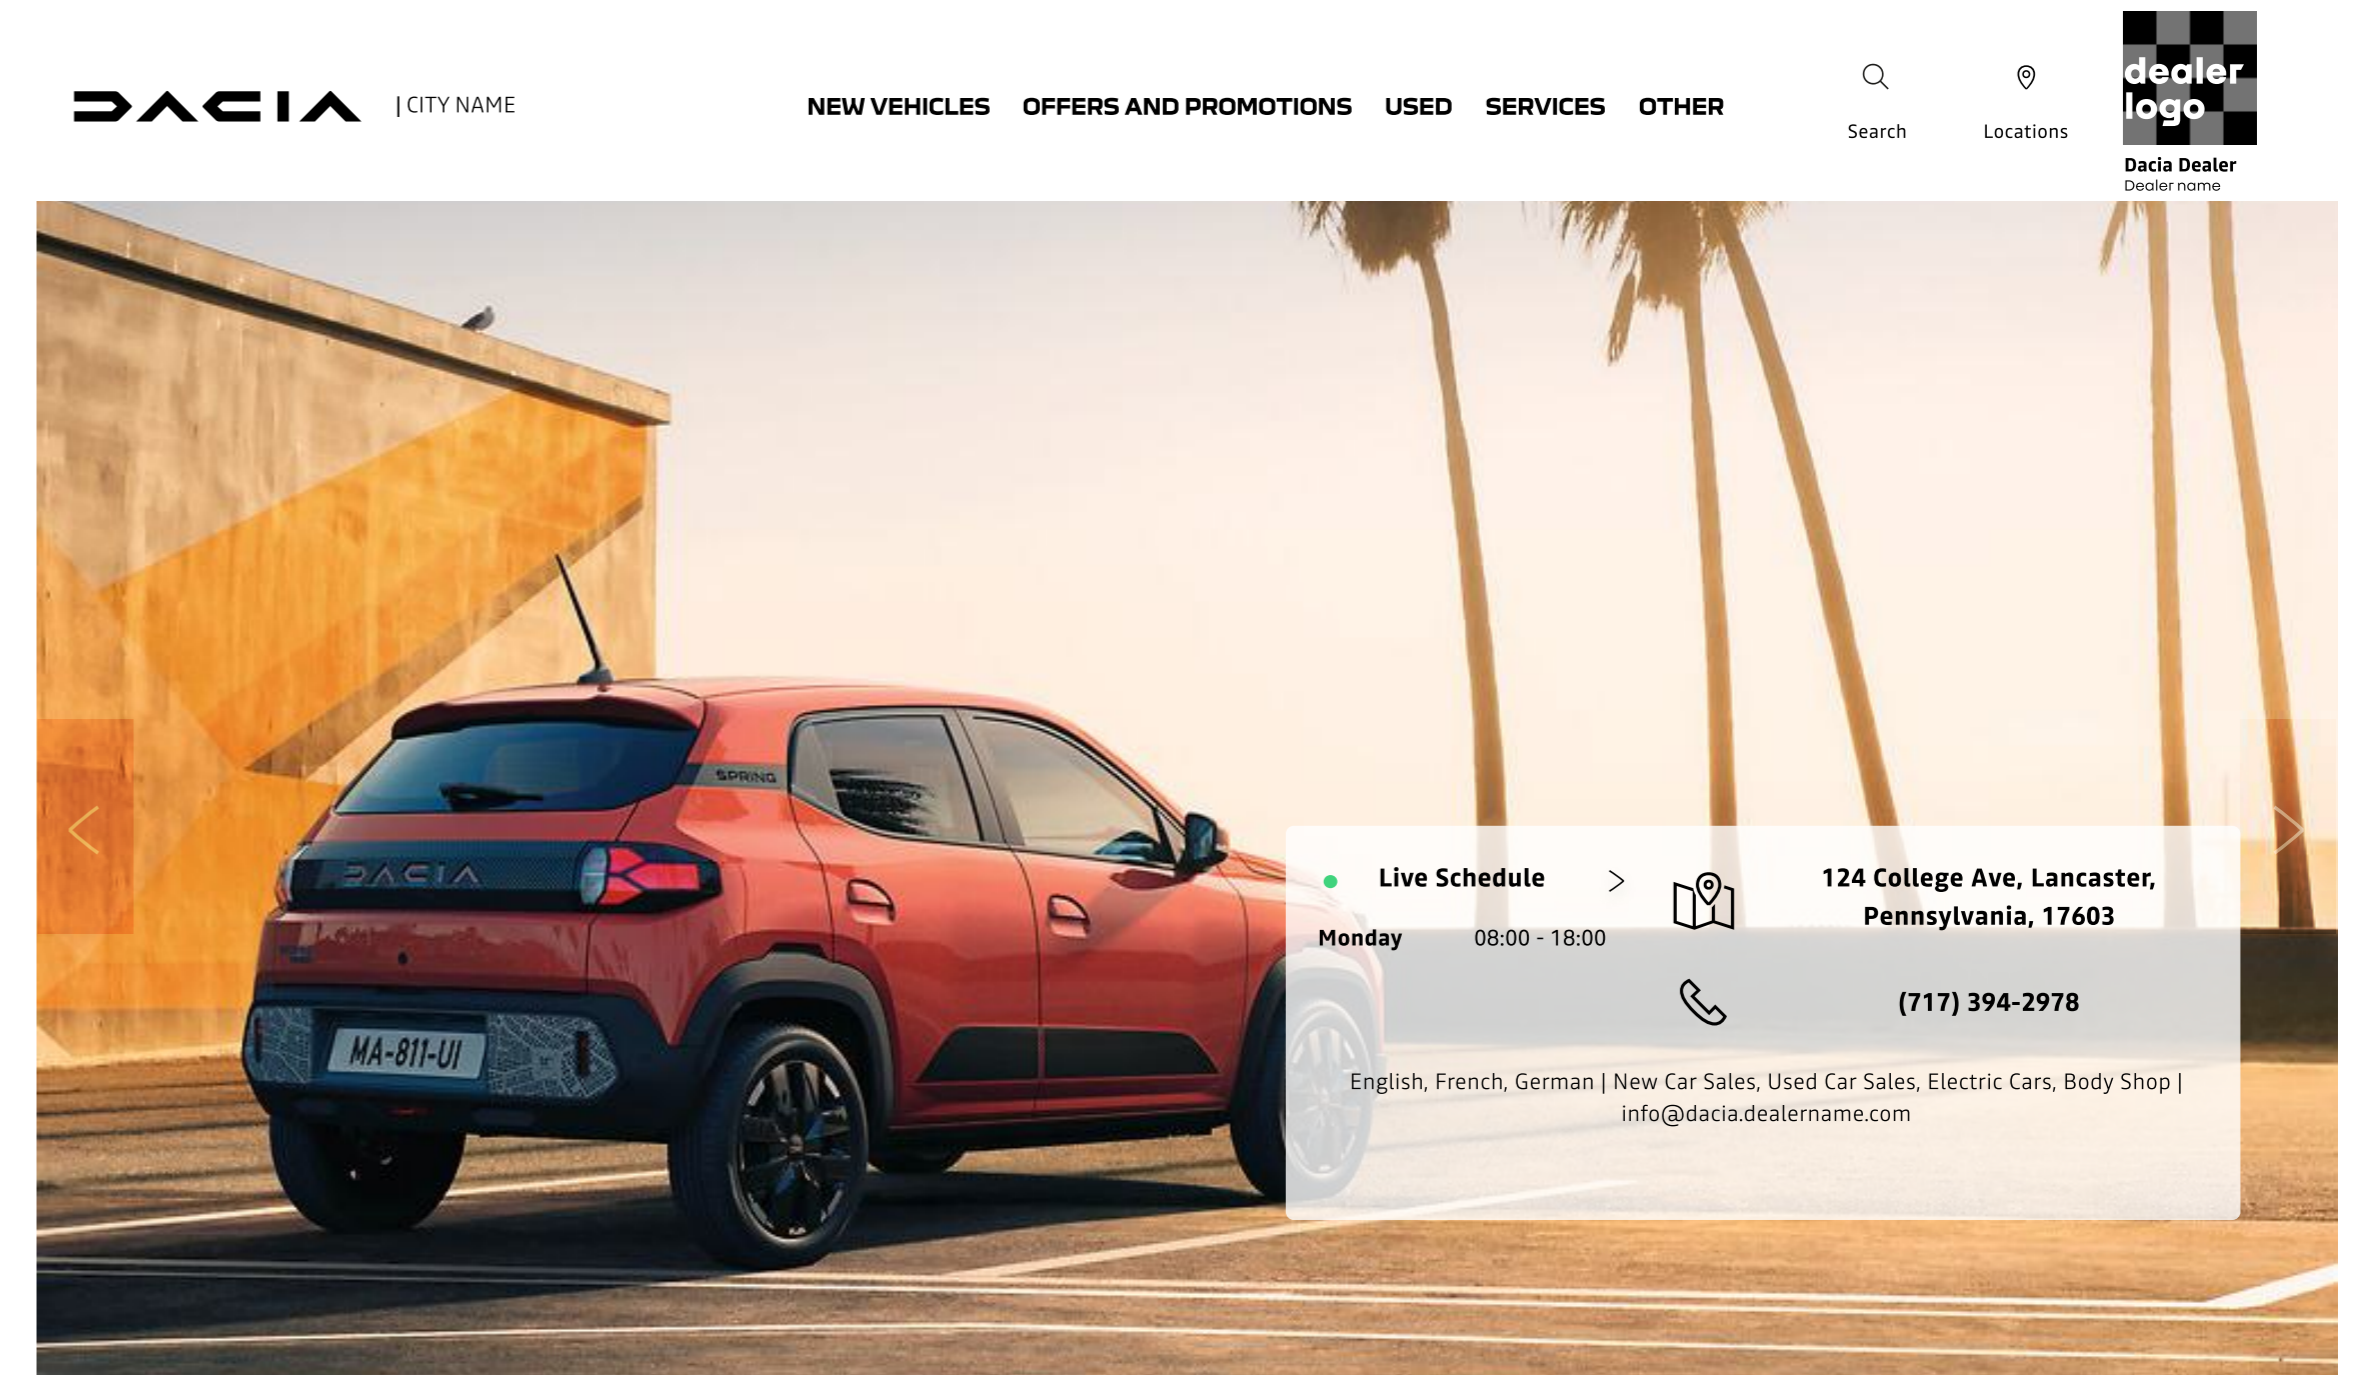 DACIA | CITY NAME
NEW VEHICLES OFFERS AND PROMOTIONS USED SERVICES OTHER
Search
Locations
dealer
logo
Dacia Dealer
Dealer name
SPRING
DACIA
MA-811-UI
Live Schedule
Monday 08:00 - 18:00
124 College Ave, Lancaster,
Pennsylvania, 17603
(717) 394-2978
English, French, German | New Car Sales, Used Car Sales, Electric Cars, Body Shop |
info@dacia.dealername.com